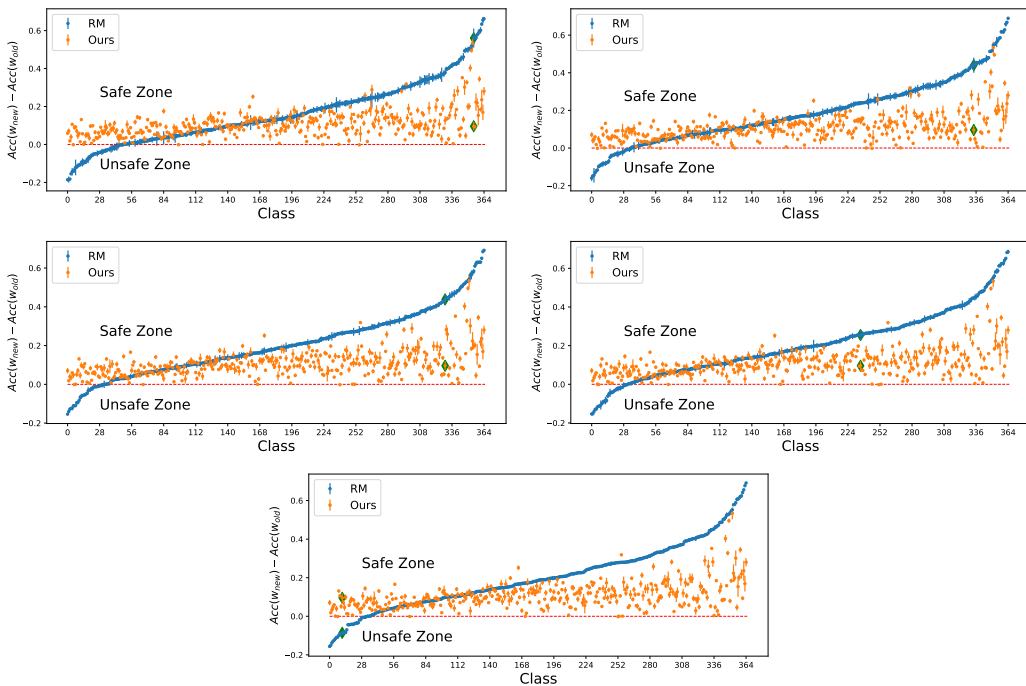 RM
Ours
Safe Zone
Unsafe Zone
Acc(w_new) − Acc(w_old)
0.6
0.4
0.2
0.0
−0.2
0 28 56 84 112 140 168 196 224 252 280 308 336 364
Class
RM
Ours
Safe Zone
Unsafe Zone
Acc(w_new) − Acc(w_old)
0.6
0.4
0.2
0.0
−0.2
0 28 56 84 112 140 168 196 224 252 280 308 336 364
Class
RM
Ours
Safe Zone
Unsafe Zone
Acc(w_new) − Acc(w_old)
0.6
0.4
0.2
0.0
−0.2
0 28 56 84 112 140 168 196 224 252 280 308 336 364
Class
RM
Ours
Safe Zone
Unsafe Zone
Acc(w_new) − Acc(w_old)
0.6
0.4
0.2
0.0
−0.2
0 28 56 84 112 140 168 196 224 252 280 308 336 364
Class
RM
Ours
Safe Zone
Unsafe Zone
Acc(w_new) − Acc(w_old)
0.6
0.4
0.2
0.0
−0.2
0 28 56 84 112 140 168 196 224 252 280 308 336 364
Class